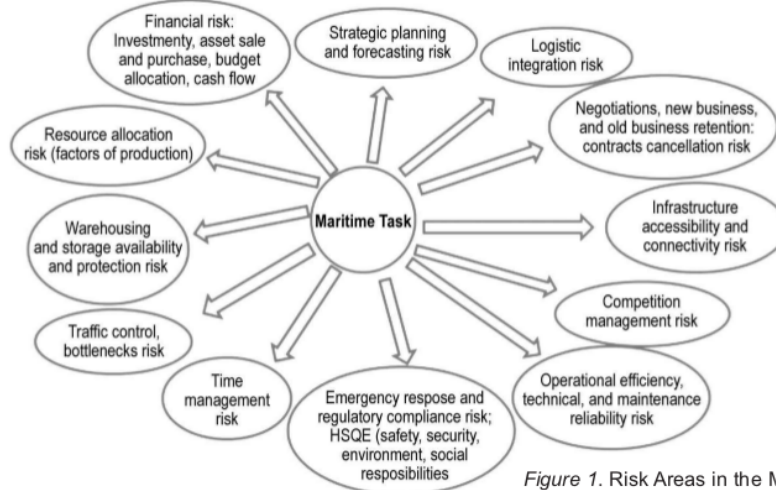 Financial risk:
Investmenty, asset sale
and purchase, budget
allocation, cash flow
Strategic planning
and forecasting risk
Logistic
integration risk
Negotiations, new business,
and old business retention:
contracts cancellation risk
Resource allocation
risk (factors of production)
Maritime Task
Infrastructure
accessibility and
connectivity risk
Warehousing
and storage availability
and protection risk
Competition
management risk
Traffic control,
bottlenecks risk
Time
management
risk
Emergency respose and
regulatory compliance risk;
HSQE (safety, security,
environment, social
resposibilities
Operational efficiency,
technical, and maintenance
reliability risk
Figure 1. Risk Areas in the M